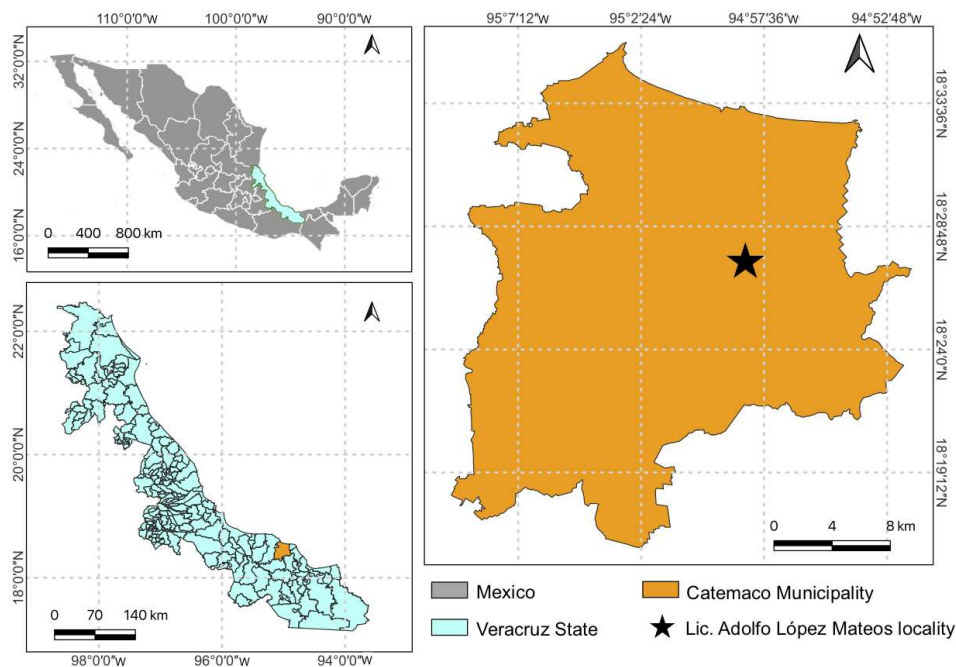 110°0'0"W 100°0'0"W 90°0'0"W
32°0'0"N
24°0'0"N
16°0'0"N
0 400 800 km
22°0'0"N
20°0'0"N
18°0'0"N
0 70 140 km
98°0'0"W 96°0'0"W 94°0'0"W
95°7'12"W 95°2'24"W 94°57'36"W 94°52'48"W
18°33'36"N
18°28'48"N
18°24'0"N
18°19'12"N
0 4 8 km
Mexico
Catemaco Municipality
Veracruz State
Lic. Adolfo López Mateos locality